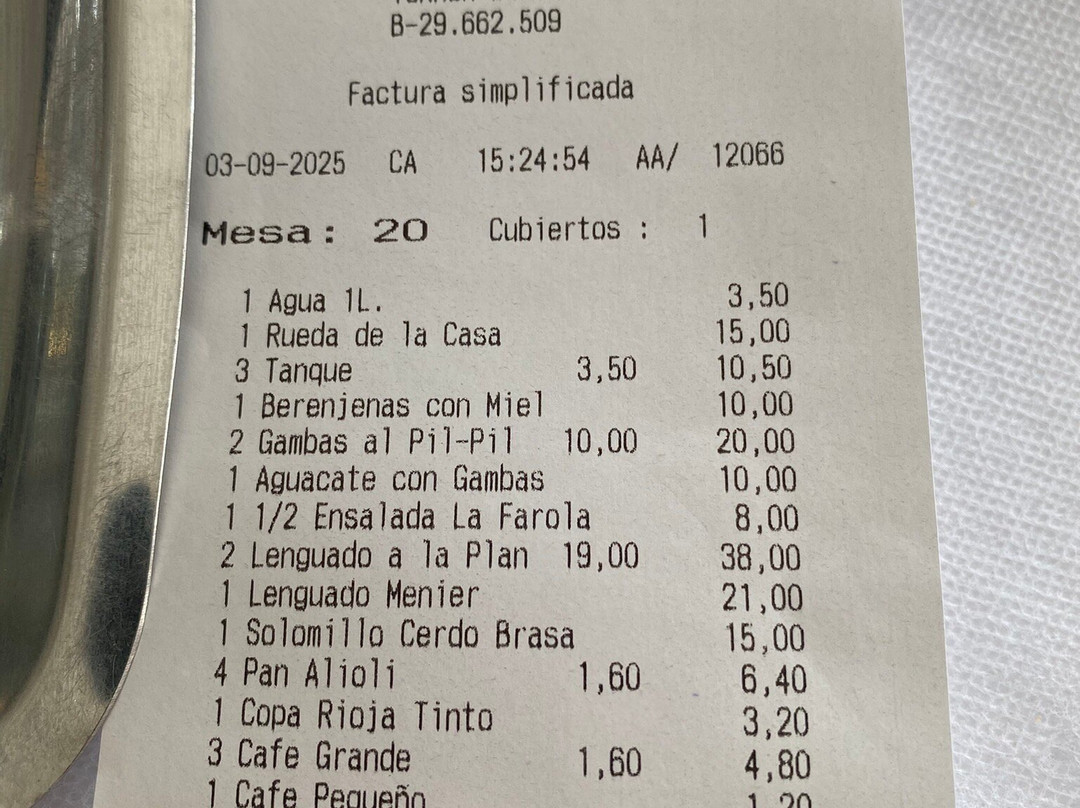 B-29.662.509
Factura simplificada
03-09-2025 CA 15:24:54 AA/ 12066
Mesa: 20 Cubiertos : 1
1 Agua 1L. 3,50
1 Rueda de la Casa 15,00
3 Tanque 3,50 10,50
1 Berenjenas con Miel 10,00
2 Gambas al Pil-Pil 10,00 20,00
1 Aguacate con Gambas 10,00
1 1/2 Ensalada La Farola 8,00
2 Lenguado a la Plan 19,00 38,00
1 Lenguado Menier 21,00
1 Solomillo Cerdo Brasa 15,00
4 Pan Alioli 1,60 6,40
1 Copa Rioja Tinto 3,20
3 Cafe Grande 1,60 4,80
1 Cafe Pequeño 1,20